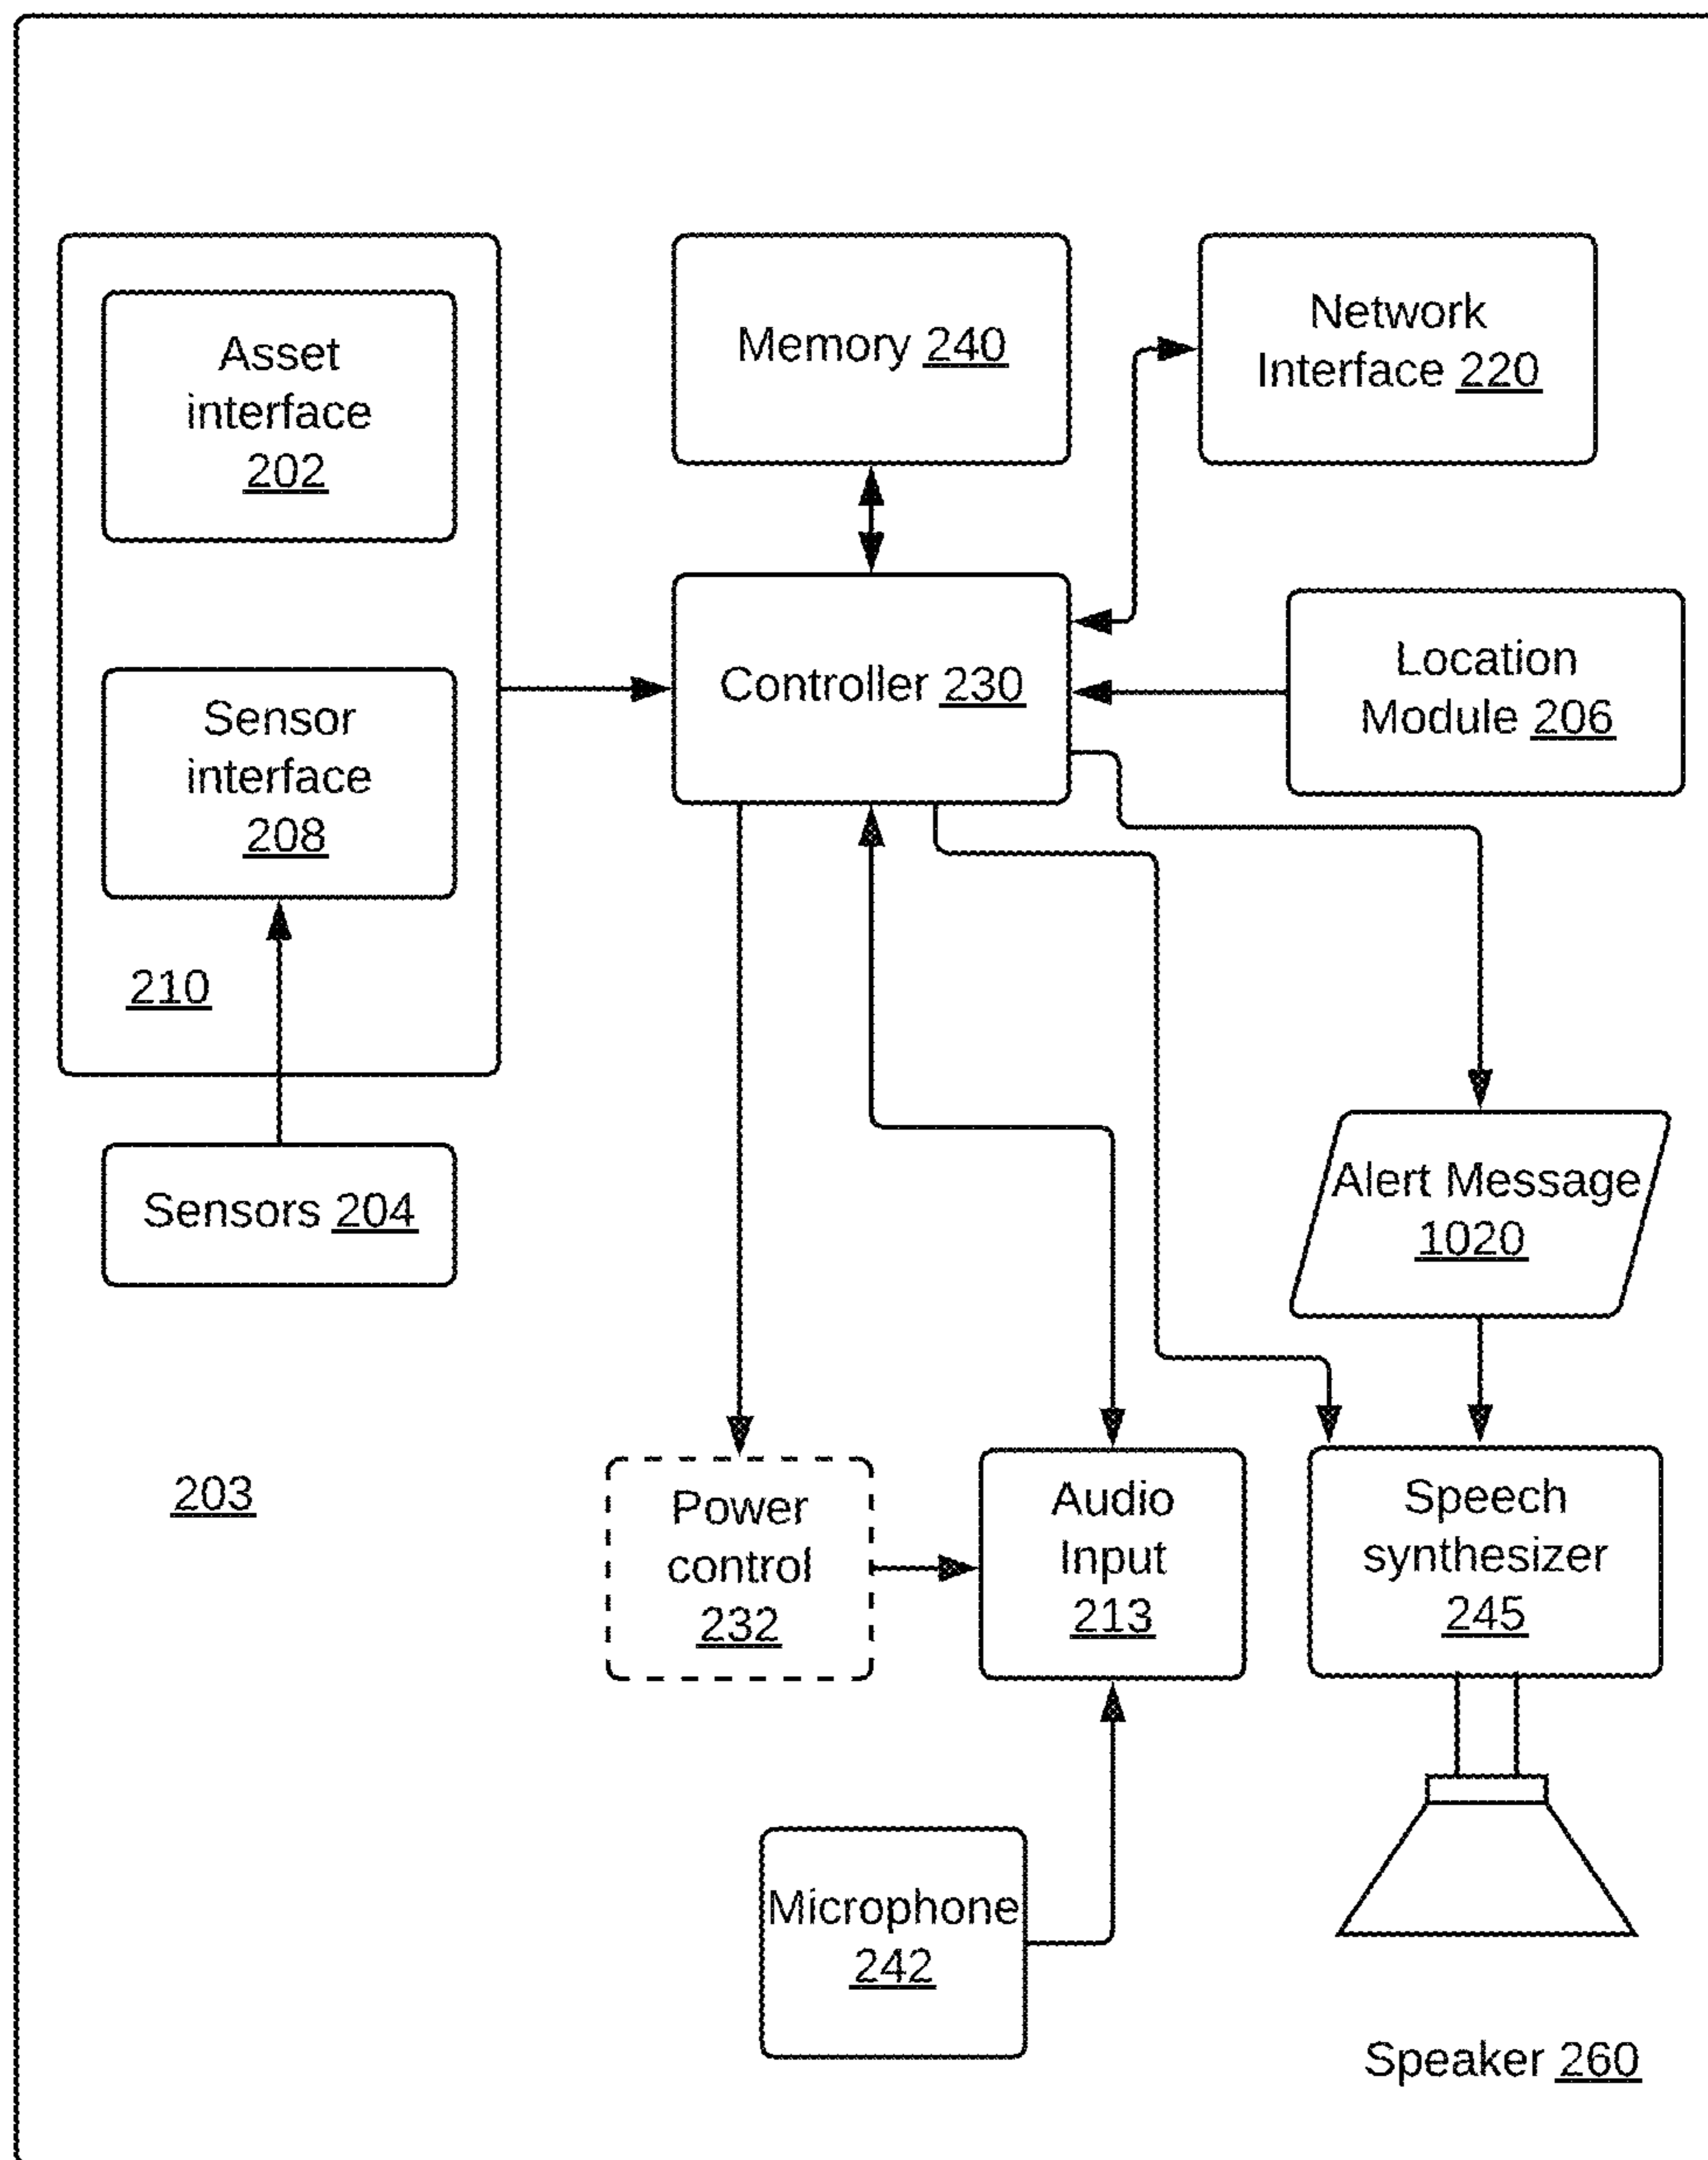 Asset
interface
202
Memory 240
Network
Interface 220
Sensor
interface
208
Controller 230
Location
Module 206
210
Sensors 204
Alert Message
1020
203
Power
control
232
Audio
Input
213
Speech
synthesizer
245
Microphone
242
Speaker 260